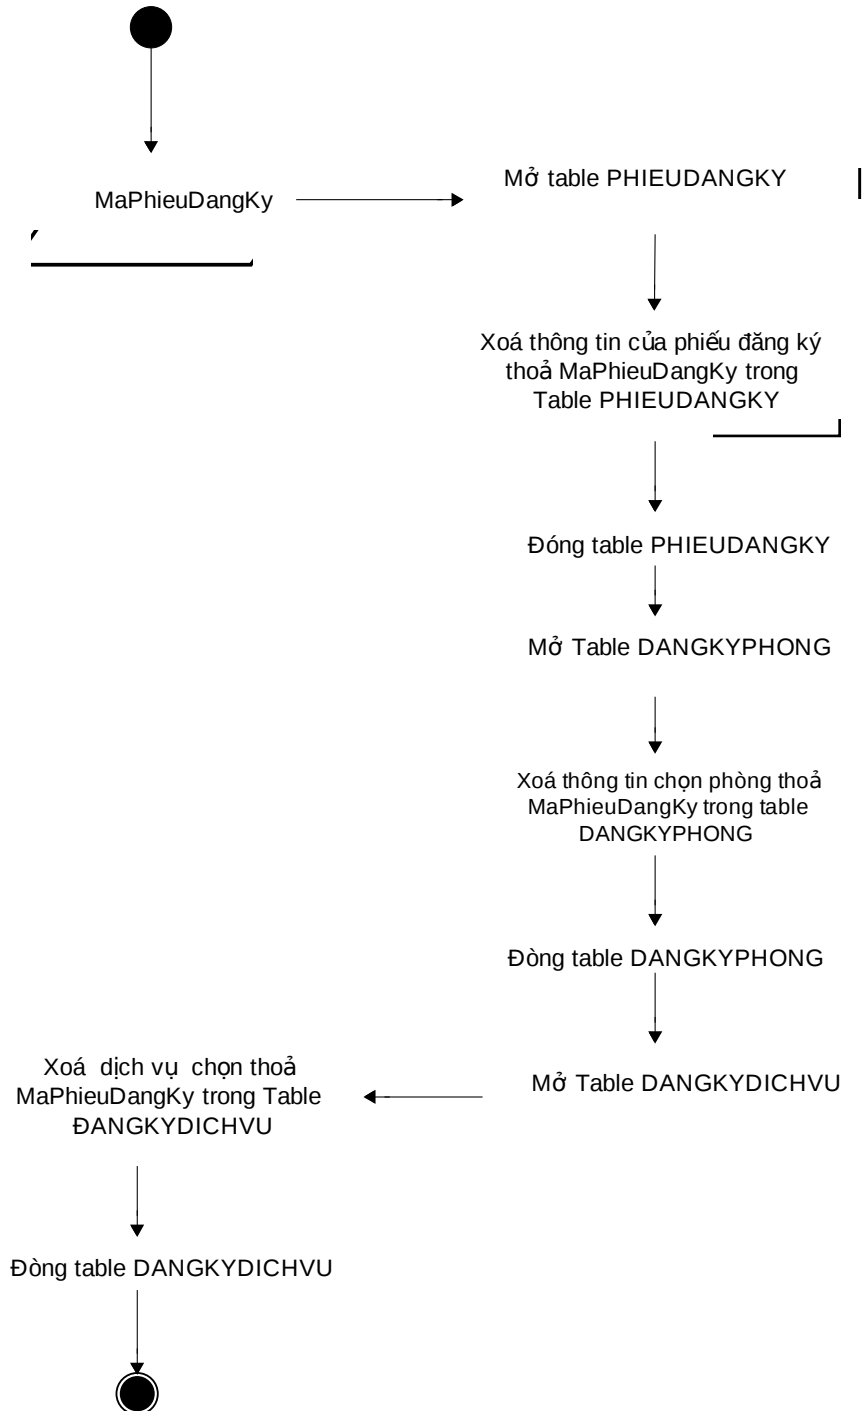 MaPhieuDangKy
Mở table PHIEUDANGKY
Xoá thông tin của phiếu đăng ký
thoả MaPhieuDangKy trong
Table PHIEUDANGKY
Đóng table PHIEUDANGKY
Mở Table DANGKYPHONG
Xoá thông tin chọn phòng thoả
MaPhieuDangKy trong table
DANGKYPHONG
Đòng table DANGKYPHONG
Mở Table DANGKYDICHVU
Xoá dịch vụ chọn thoả
MaPhieuDangKy trong Table
ĐANGKYDICHVU
Đòng table DANGKYDICHVU